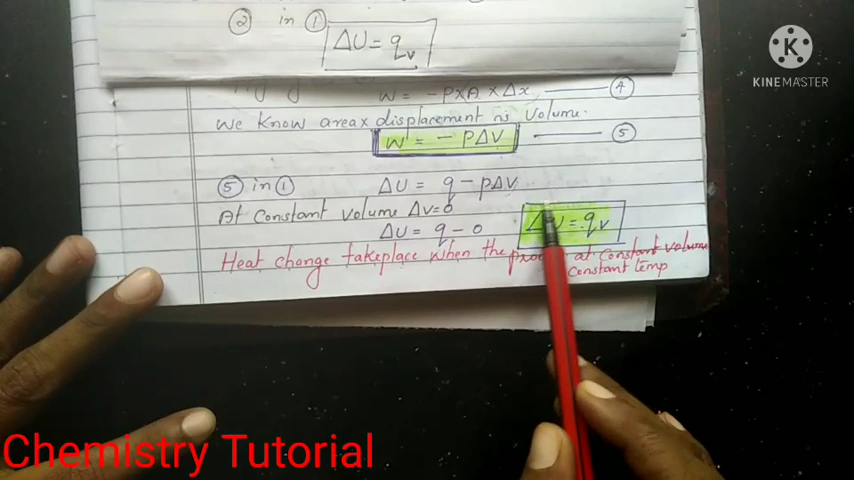 ② in ①
ΔU = qv
W = - P x A x Δx ④
We know area x displacement is volume.
W = - PΔV ⑤
⑤ in ① ΔU = q - PΔV
At Constant volume ΔV=0
ΔU = q - 0 ΔU = qv
Heat change takeplace when the process at constant volume
constant temp
K
KINEMASTER
Chemistry Tutorial